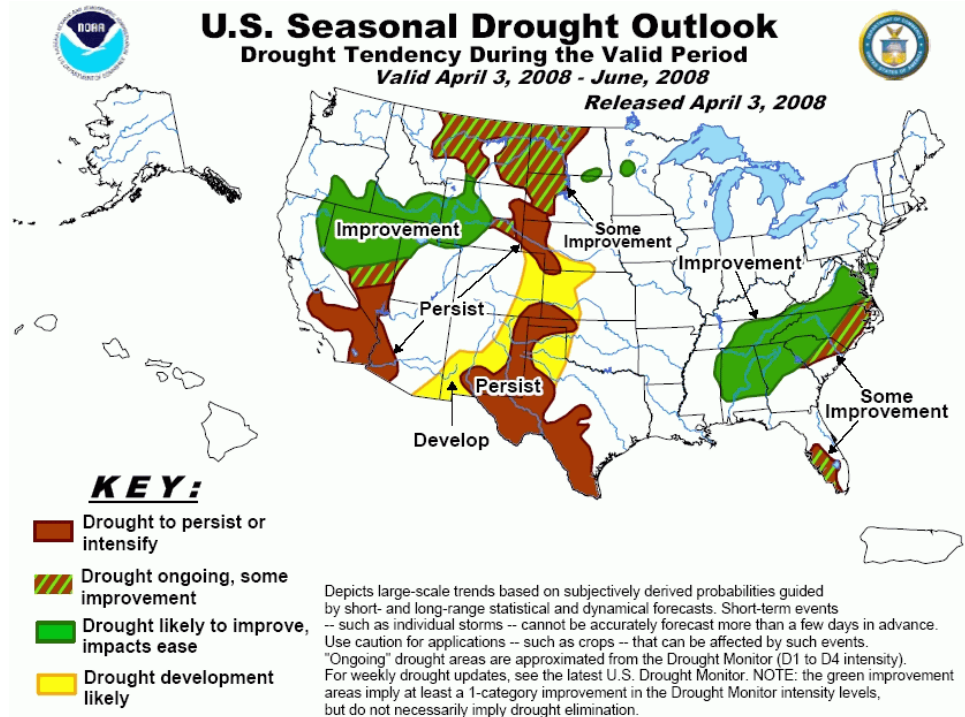 U.S. Seasonal Drought Outlook
Drought Tendency During the Valid Period
Valid April 3, 2008 - June, 2008
Released April 3, 2008
NOAA
Improvement
Some
Improvement
Improvement
Persist
Persist
Develop
Some
Improvement
KEY:
Drought to persist or
intensify
Drought ongoing, some
improvement
Drought likely to improve,
impacts ease
Drought development
likely
Depicts large-scale trends based on subjectively derived probabilities guided
by short- and long-range statistical and dynamical forecasts. Short-term events
-- such as individual storms -- cannot be accurately forecast more than a few days in advance.
Use caution for applications -- such as crops -- that can be affected by such events.
"Ongoing" drought areas are approximated from the Drought Monitor (D1 to D4 intensity).
For weekly drought updates, see the latest U.S. Drought Monitor. NOTE: the green improvement
areas imply at least a 1-category improvement in the Drought Monitor intensity levels,
but do not necessarily imply drought elimination.